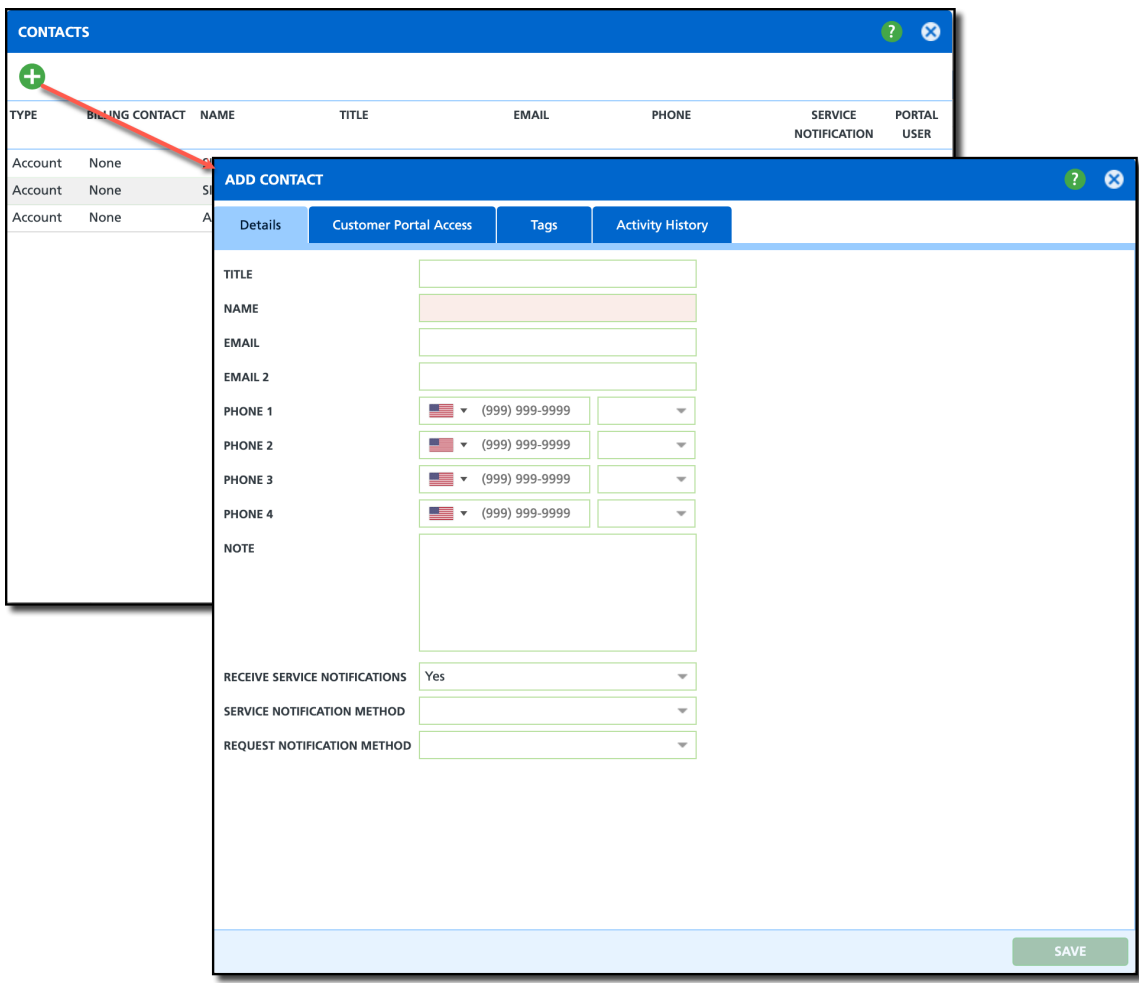 CONTACTS
?
TYPE BILLING CONTACT NAME TITLE EMAIL PHONE SERVICE NOTIFICATION PORTAL USER
Account None
Account None
Account None
ADD CONTACT
?
Details Customer Portal Access Tags Activity History
TITLE
NAME
EMAIL
EMAIL 2
PHONE 1 (999) 999-9999
PHONE 2 (999) 999-9999
PHONE 3 (999) 999-9999
PHONE 4 (999) 999-9999
NOTE
RECEIVE SERVICE NOTIFICATIONS Yes
SERVICE NOTIFICATION METHOD
REQUEST NOTIFICATION METHOD
SAVE